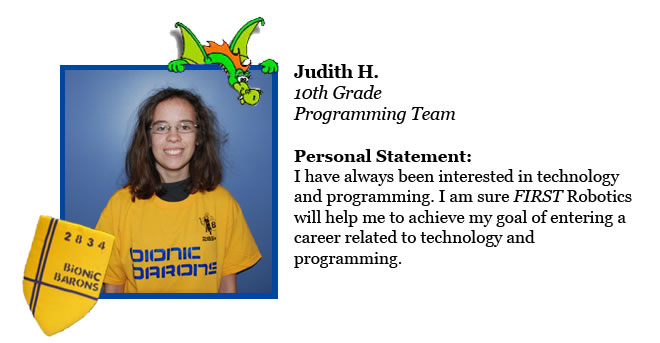 Judith H.
10th Grade
Programming Team
Personal Statement:
I have always been interested in technology
and programming. I am sure FIRST Robotics
will help me to achieve my goal of entering a
career related to technology and
programming.
2834
BIONIC
BARONS
2834
BIONIC
BARONS